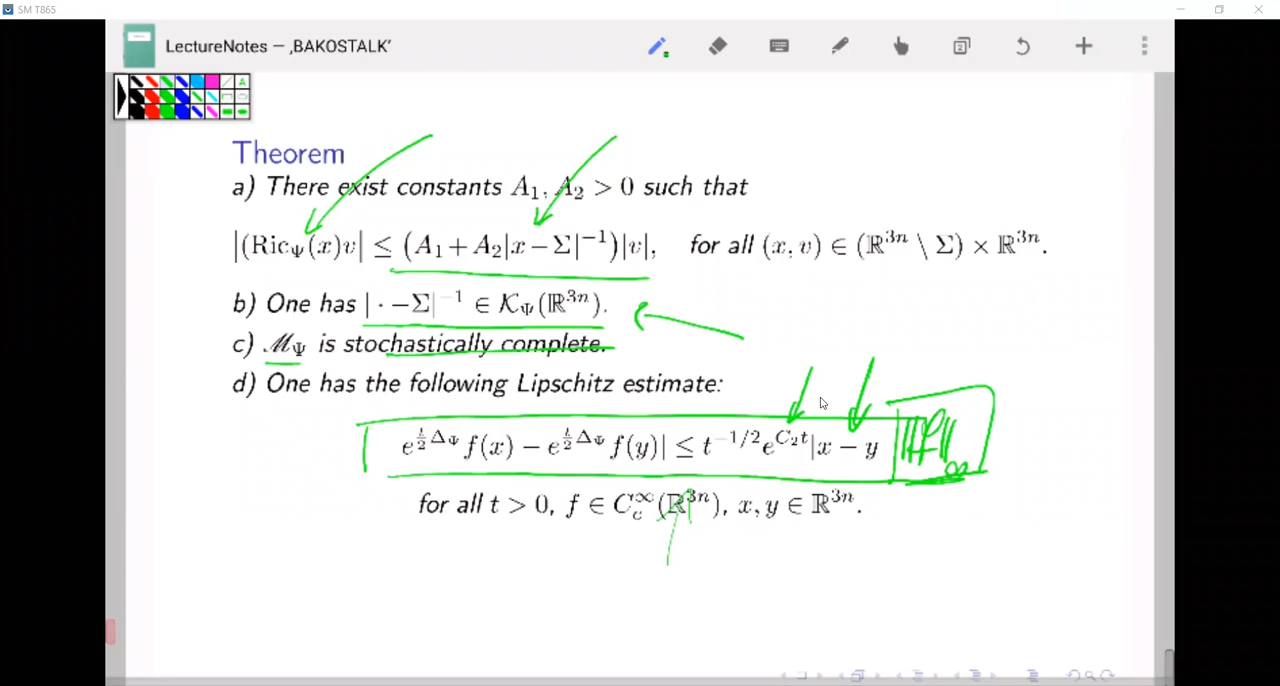 SM T865
LectureNotes — ‚BAKOSTALK’
Theorem
a) There exist constants A₁, A₂ > 0 such that
|(Ric_Ψ(x)v| ≤ (A₁ + A₂|x − Σ|⁻¹)|v|, for all (x, v) ∈ (ℝ³ⁿ \ Σ) × ℝ³ⁿ.
b) One has | · −Σ|⁻¹ ∈ 𝒦_Ψ(ℝ³ⁿ).
c) ℳ_Ψ is stochastically complete.
d) One has the following Lipschitz estimate:
e^{t/2 Δ_Ψ} f(x) − e^{t/2 Δ_Ψ} f(y)| ≤ t^{−1/2} e^{C₂t} |x − y ‖f‖_∞
for all t > 0, f ∈ C_c^∞(ℝ³ⁿ), x, y ∈ ℝ³ⁿ.